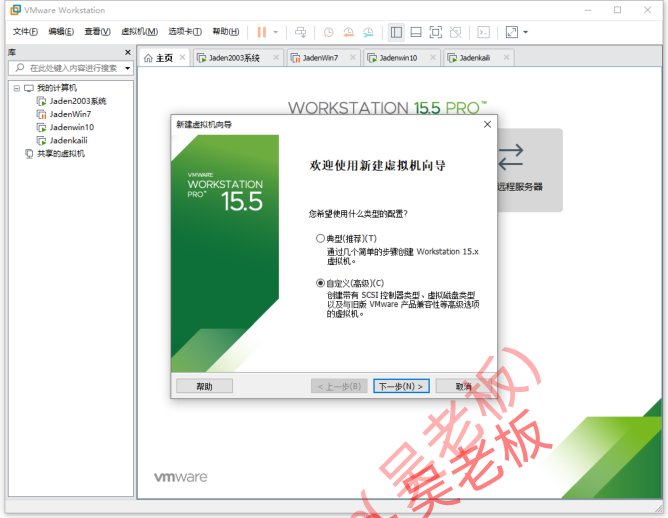 VMware Workstation
文件(F) 编辑(E) 查看(V) 虚拟机(M) 选项卡(T) 帮助(H)
库
在此处键入内容进行搜索
我的计算机
Jaden2003系统
JadenWin7
Jadenwin10
Jadenkaili
共享的虚拟机
主页
Jaden2003系统
JadenWin7
Jadenwin10
Jadenkaili
WORKSTATION 15.5 PRO™
远程服务器
新建虚拟机向导
VMWARE
WORKSTATION
PRO™ 15.5
欢迎使用新建虚拟机向导
您希望使用什么类型的配置?
典型(推荐)(T)
通过几个简单的步骤创建 Workstation 15.x
虚拟机。
自定义(高级)(C)
创建带有 SCSI 控制器类型、虚拟磁盘类型
以及与旧版 VMware 产品兼容性等高级选项
的虚拟机。
帮助
< 上一步(B)
下一步(N) >
取消
vmware
(吴老板)
吴老板